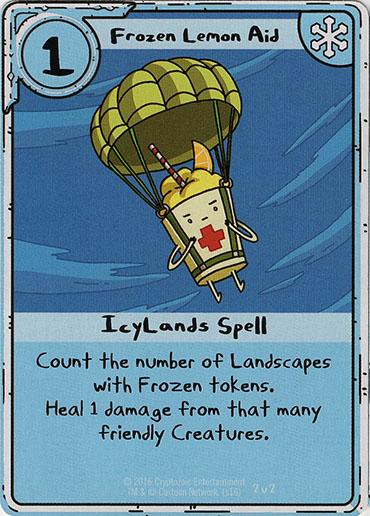 1
Frozen Lemon Aid
IcyLands Spell
Count the number of Landscapes
with Frozen tokens.
Heal 1 damage from that many
friendly Creatures.
© 2016 Cryptozoic Entertainment
TM & © Cartoon Network. (s16)
2v2